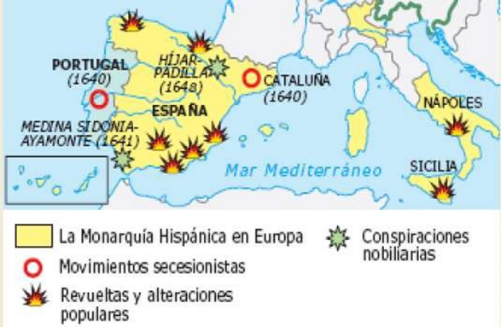 PORTUGAL
(1640)
HÍJAR-
PADILLA
(1648)
CATALUÑA
(1640)
ESPAÑA
MEDINA SIDONIA-
AYAMONTE (1641)
NÁPOLES
SICILIA
Mar Mediterráneo
La Monarquía Hispánica en Europa
Movimientos secesionistas
Revueltas y alteraciones
populares
Conspiraciones
nobiliarias